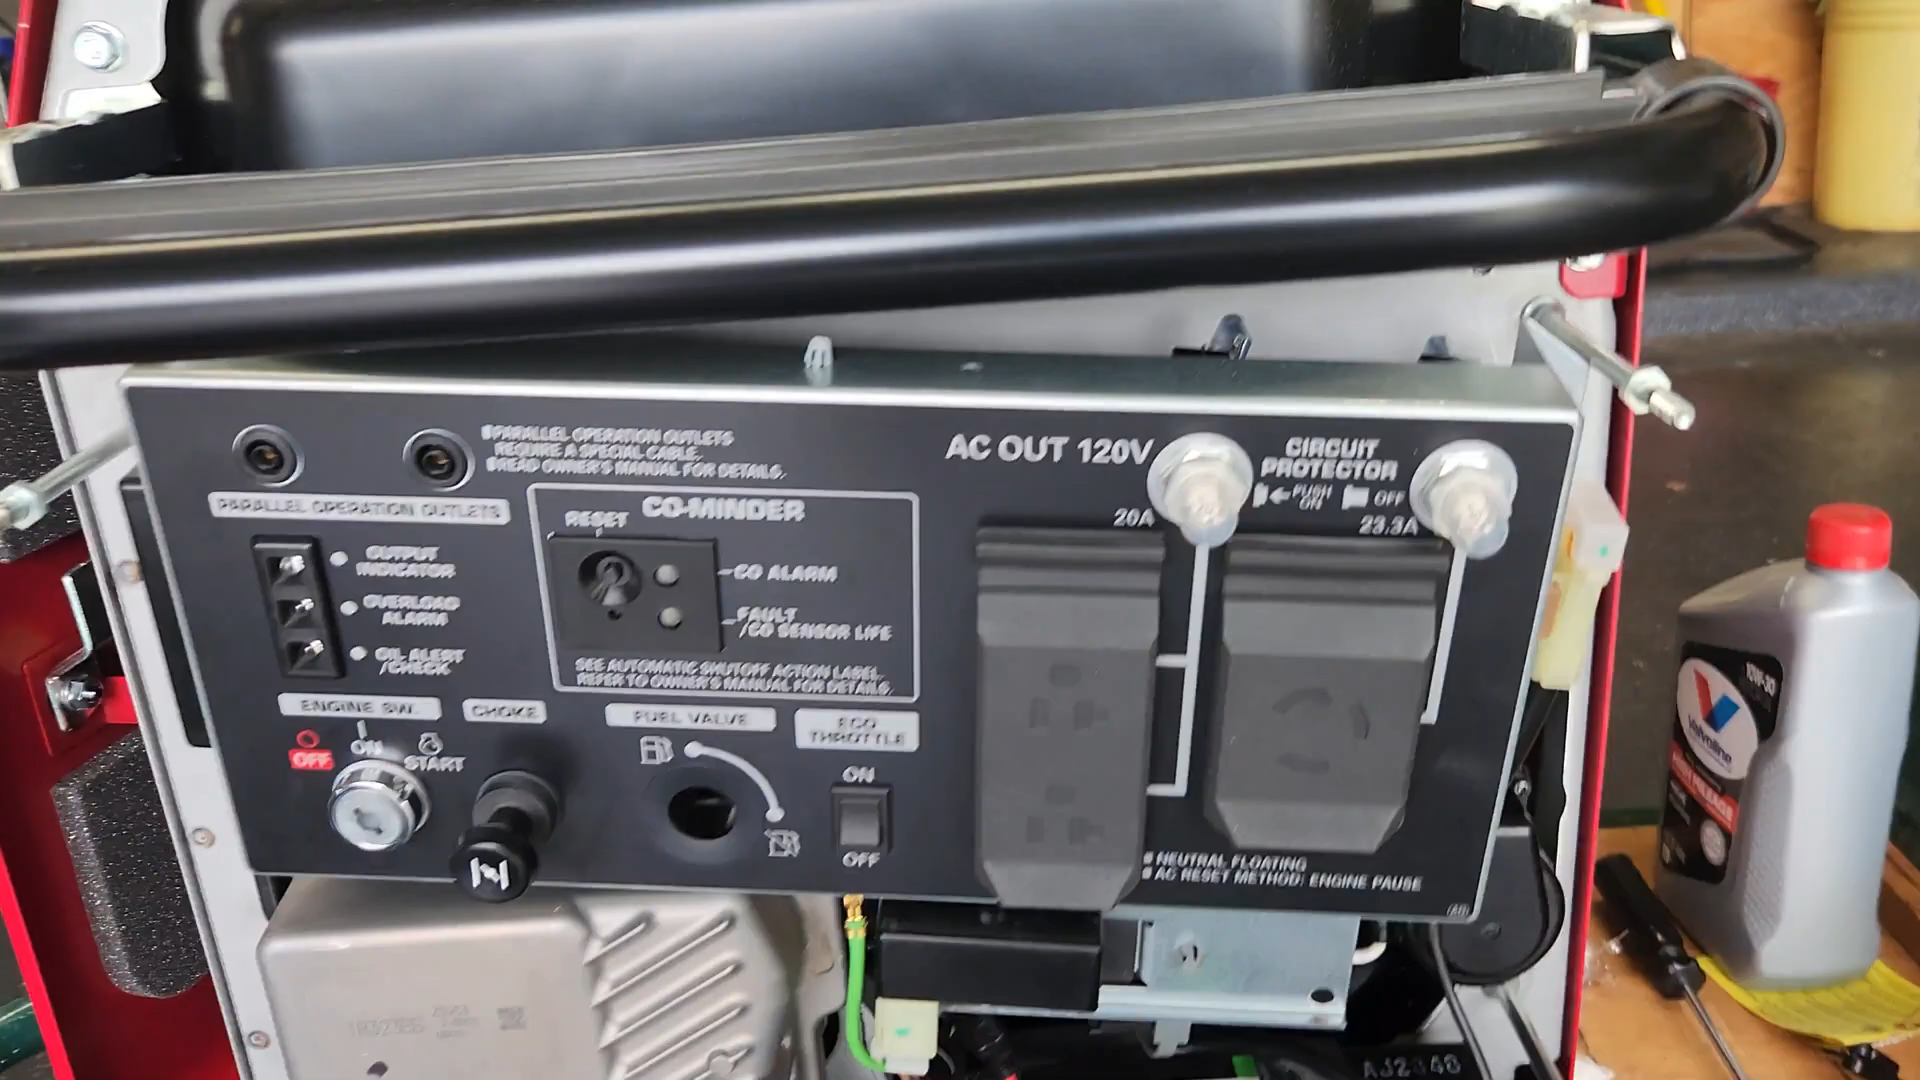 PARALLEL OPERATION OUTLETS
REQUIRE A SPECIAL CABLE.
READ OWNER'S MANUAL FOR DETAILS.
PARALLEL OPERATION OUTLETS
OUTPUT
INDICATOR
OVERLOAD
ALARM
OIL ALERT
/CHECK
CO-MINDER
RESET
CO ALARM
FAULT
/CO SENSOR LIFE
SEE AUTOMATIC SHUTOFF ACTION LABEL.
REFER TO OWNER'S MANUAL FOR DETAILS.
AC OUT 120V
20A
CIRCUIT
PROTECTOR
PUSH
ON
OFF
23.3A
ENGINE SW.
OFF
ON
START
CHOKE
FUEL VALVE
ECO
THROTTLE
ON
OFF
NEUTRAL FLOATING
AC RESET METHOD: ENGINE PAUSE
10W-30
Valvoline
HIGH MILEAGE